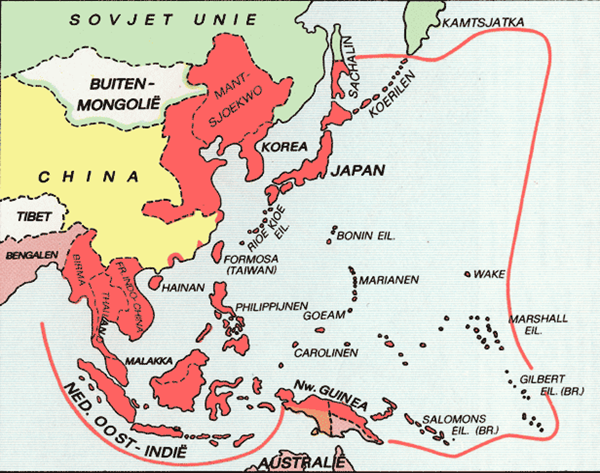 SOVJET UNIE
KAMTSJATKA
BUITEN-
MONGOLIË
MANT-
SJOEKWO
SACHALIN
KOERILEN
KOREA
JAPAN
CHINA
TIBET
BENGALEN
BIRMA
FR. INDO-CHINA
THAILAND
HAINAN
FORMOSA
(TAIWAN)
RIOE KIOE
EIL.
BONIN EIL.
MARIANEN
WAKE
GOEAM
PHILIPPIJNEN
MARSHALL
EIL.
CAROLINEN
MALAKKA
GILBERT
EIL. (BR.)
Nw. GUINEA
NED. OOST-INDIË
SALOMONS
EIL. (BR.)
AUSTRALIË